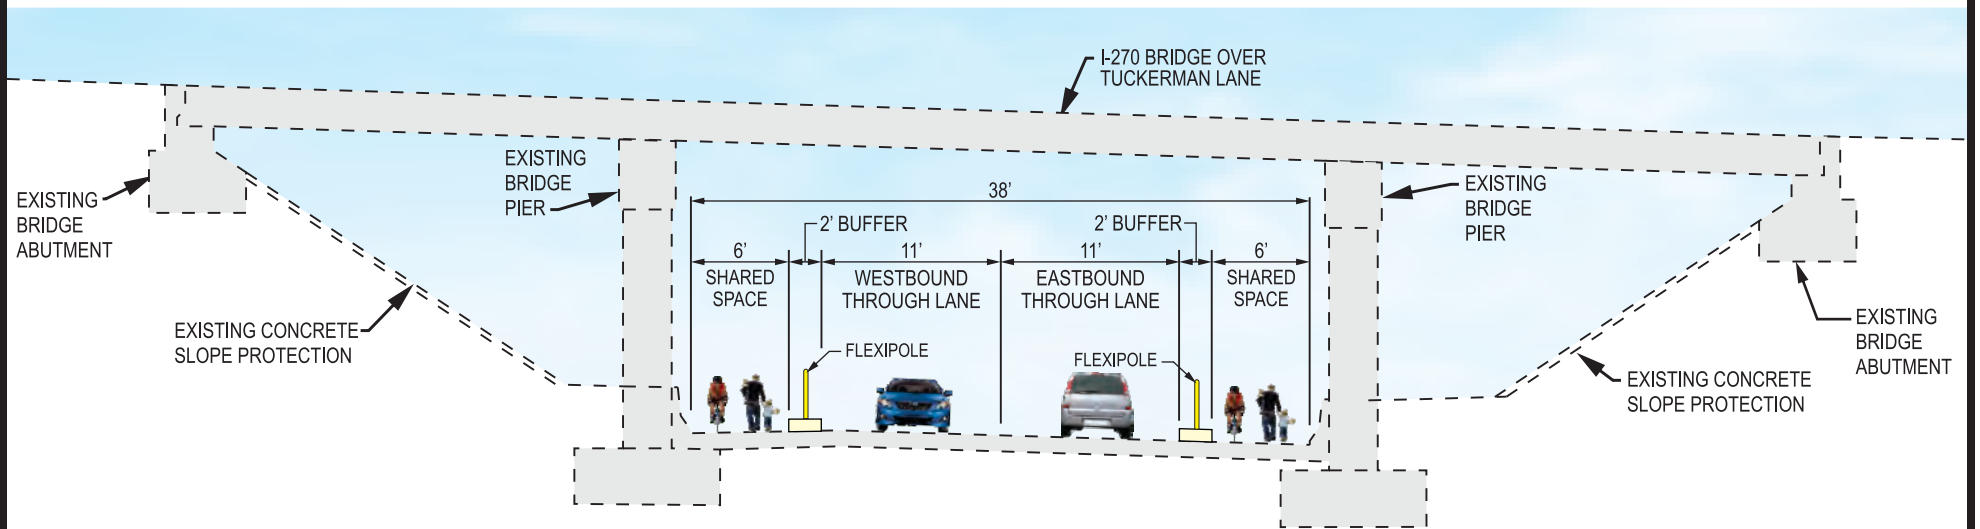 I-270 BRIDGE OVER
TUCKERMAN LANE
EXISTING
BRIDGE
ABUTMENT
EXISTING
BRIDGE
PIER
EXISTING
BRIDGE
PIER
38'
2' BUFFER
2' BUFFER
6'
11'
11'
6'
SHARED
SPACE
WESTBOUND
THROUGH LANE
EASTBOUND
THROUGH LANE
SHARED
SPACE
EXISTING CONCRETE
SLOPE PROTECTION
FLEXIPOLE
FLEXIPOLE
EXISTING
BRIDGE
ABUTMENT
EXISTING CONCRETE
SLOPE PROTECTION